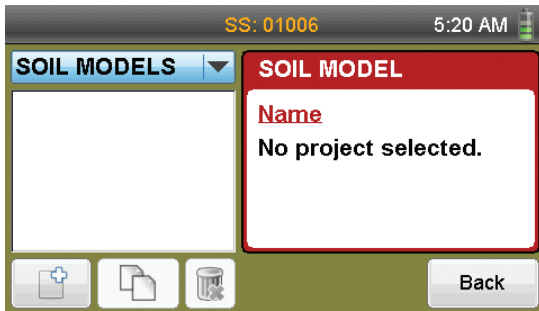 SS: 01006 5:20 AM
SOIL MODELS
SOIL MODEL
Name
No project selected.
Back